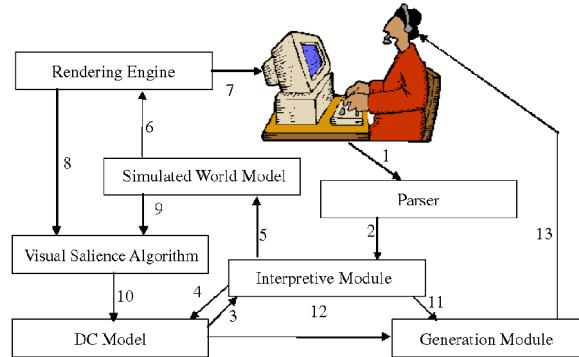 Rendering Engine
7
6
1
8
Simulated World Model
9
Parser
5
2
13
Visual Salience Algorithm
Interpretive Module
10
4
3
12
11
DC Model
Generation Module